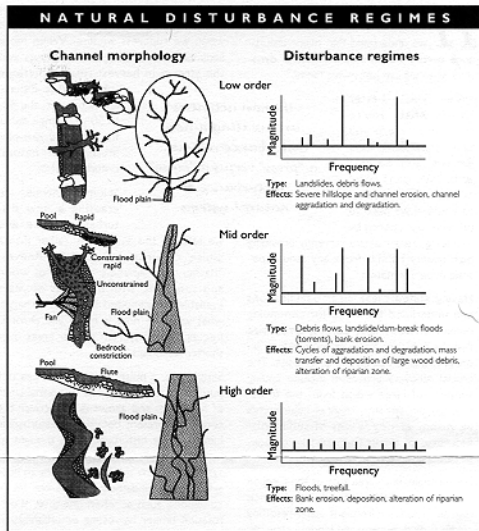 NATURAL DISTURBANCE REGIMES
Channel morphology
Disturbance regimes
Low order
Flood plain
Magnitude
Frequency
Type: Landslides, debris flows.
Effects: Severe hillslope and channel erosion, channel
aggradation and degradation.
Mid order
Pool
Rapid
Constrained
rapid
Unconstrained
Flood plain
Fan
Bedrock
constriction
Magnitude
Frequency
Type: Debris flows, landslide/dam-break floods
(torrents), bank erosion.
Effects: Cycles of aggradation and degradation, mass
transfer and deposition of large wood debris,
alteration of riparian zone.
High order
Pool
Flute
Flood plain
Magnitude
Frequency
Type: Floods, treefall.
Effects: Bank erosion, deposition, alteration of riparian
zone.